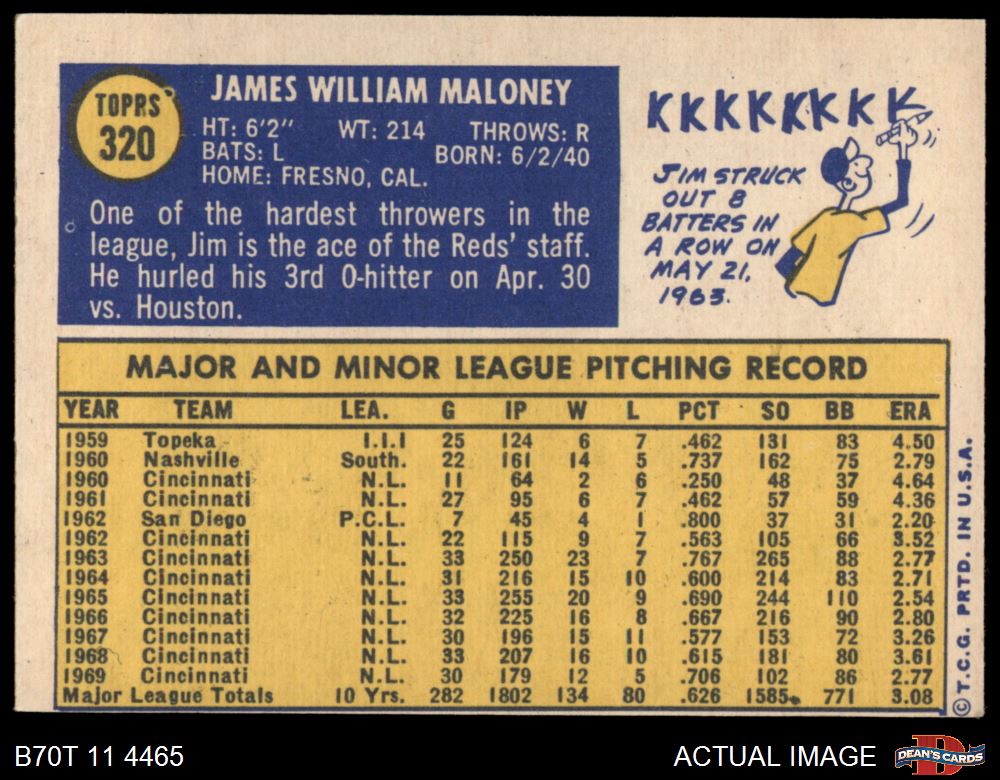 TOPRS
320
JAMES WILLIAM MALONEY
HT: 6'2" WT: 214 THROWS: R
BATS: L BORN: 6/2/40
HOME: FRESNO, CAL.
One of the hardest throwers in the
league, Jim is the ace of the Reds' staff.
He hurled his 3rd 0-hitter on Apr. 30
vs. Houston.
KKKKKKKK
JIM STRUCK
OUT 8
BATTERS IN
A ROW ON
MAY 21,
1963.
MAJOR AND MINOR LEAGUE PITCHING RECORD
YEAR TEAM LEA. G IP W L PCT SO BB ERA
1959 Topeka I.I.I 25 124 6 7 .462 131 83 4.50
1960 Nashville South. 22 161 14 5 .737 162 75 2.79
1960 Cincinnati N.L. 11 64 2 6 .250 48 37 4.64
1961 Cincinnati N.L. 27 95 6 7 .462 57 59 4.36
1962 San Diego P.C.L. 7 45 4 1 .800 37 31 2.20
1962 Cincinnati N.L. 22 115 9 7 .563 105 66 3.52
1963 Cincinnati N.L. 33 250 23 7 .767 265 88 2.77
1964 Cincinnati N.L. 31 216 15 10 .600 214 83 2.71
1965 Cincinnati N.L. 33 255 20 9 .690 244 110 2.54
1966 Cincinnati N.L. 32 225 16 8 .667 216 90 2.80
1967 Cincinnati N.L. 30 196 15 11 .577 153 72 3.26
1968 Cincinnati N.L. 33 207 16 10 .615 181 80 3.61
1969 Cincinnati N.L. 30 179 12 5 .706 102 86 2.77
Major League Totals 10 Yrs. 282 1802 134 80 .626 1585 771 3.08
© T.C.G. PRTD. IN U.S.A.
B70T 11 4465
ACTUAL IMAGE
D
DEAN'S CARDS